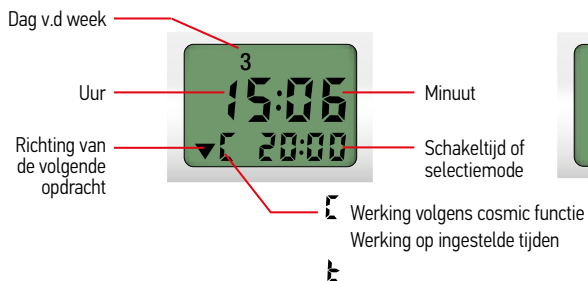 Dag v.d week
3
Uur
15:06
Minuut
Richting van
de volgende
opdracht
▼C 20:00
Schakeltijd of
selectiemode
C Werking volgens cosmic functie
Werking op ingestelde tijden
t